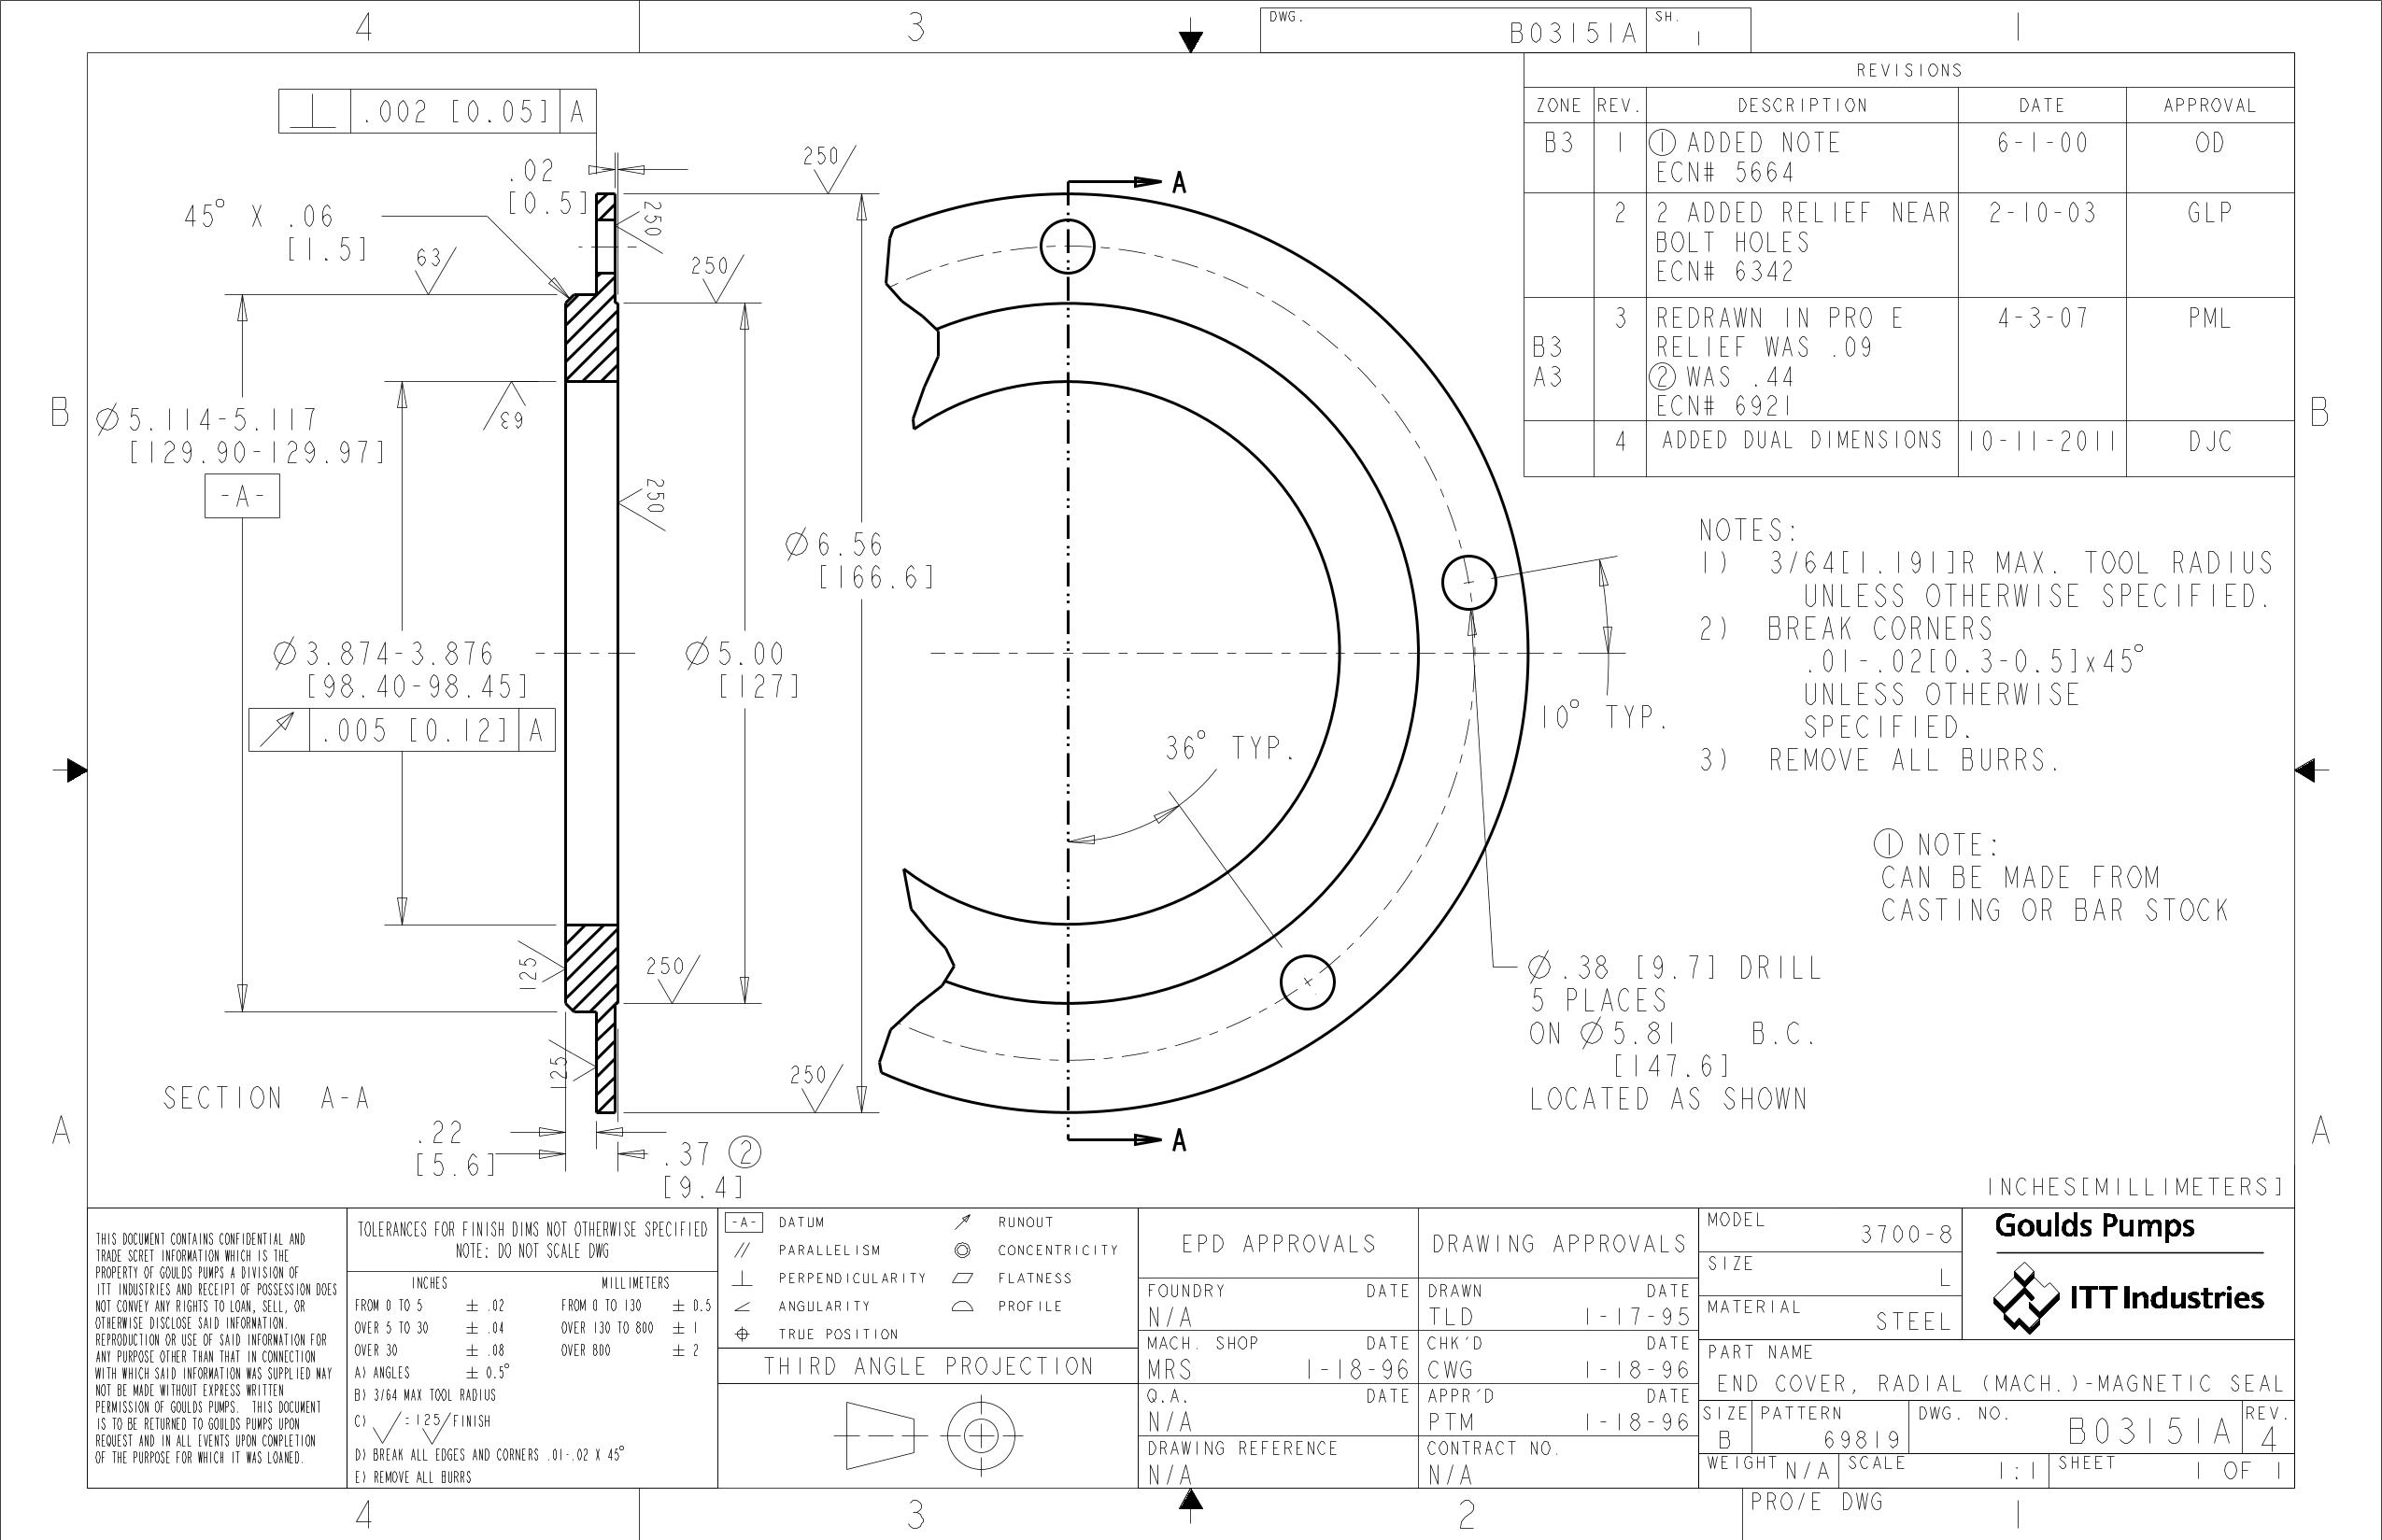 4
3
DWG.
B03151A
SH.
1
1
REVISIONS
ZONE REV. DESCRIPTION DATE APPROVAL
B3 1 ① ADDED NOTE 6-1-00 OD
ECN# 5664
2 2 ADDED RELIEF NEAR 2-10-03 GLP
BOLT HOLES
ECN# 6342
3 REDRAWN IN PRO E 4-3-07 PML
B3 RELIEF WAS .09
A3 ② WAS .44
ECN# 6921
4 ADDED DUAL DIMENSIONS 10-11-2011 DJC
⊥ .002 [0.05] A
.02
[0.5]
45° X .06
[1.5]
63
250
250
250
B
Ø5.114-5.117
[129.90-129.97]
-A-
63
250
Ø6.56
[166.6]
Ø3.874-3.876
[98.40-98.45]
.005 [0.12] A
Ø5.00
[127]
A
B
NOTES:
1) 3/64[1.191]R MAX. TOOL RADIUS
UNLESS OTHERWISE SPECIFIED.
2) BREAK CORNERS
.01-.02[0.3-0.5]x45°
UNLESS OTHERWISE
SPECIFIED.
3) REMOVE ALL BURRS.
10° TYP.
36° TYP.
① NOTE:
CAN BE MADE FROM
CASTING OR BAR STOCK
125
250
125
250
Ø.38 [9.7] DRILL
5 PLACES
ON Ø5.81 B.C.
[147.6]
LOCATED AS SHOWN
SECTION A-A
A
A
A
.22
[5.6]
.37 ②
[9.4]
INCHES[MILLIMETERS]
THIS DOCUMENT CONTAINS CONFIDENTIAL AND
TRADE SCRET INFORMATION WHICH IS THE
PROPERTY OF GOULDS PUMPS A DIVISION OF
ITT INDUSTRIES AND RECEIPT OF POSSESSION DOES
NOT CONVEY ANY RIGHTS TO LOAN, SELL, OR
OTHERWISE DISCLOSE SAID INFORMATION.
REPRODUCTION OR USE OF SAID INFORMATION FOR
ANY PURPOSE OTHER THAN THAT IN CONNECTION
WITH WHICH SAID INFORMATION WAS SUPPLIED MAY
NOT BE MADE WITHOUT EXPRESS WRITTEN
PERMISSION OF GOULDS PUMPS. THIS DOCUMENT
IS TO BE RETURNED TO GOULDS PUMPS UPON
REQUEST AND IN ALL EVENTS UPON COMPLETION
OF THE PURPOSE FOR WHICH IT WAS LOANED.
TOLERANCES FOR FINISH DIMS NOT OTHERWISE SPECIFIED
NOTE: DO NOT SCALE DWG
INCHES MILLIMETERS
FROM 0 TO 5 ± .02 FROM 0 TO 130 ± 0.5
OVER 5 TO 30 ± .04 OVER 130 TO 800 ± 1
OVER 30 ± .08 OVER 800 ± 2
A) ANGLES ± 0.5°
B) 3/64 MAX TOOL RADIUS
C) √ = 125/ FINISH
D) BREAK ALL EDGES AND CORNERS .01-.02 X 45°
E) REMOVE ALL BURRS
-A- DATUM RUNOUT
// PARALLELISM ◎ CONCENTRICITY
⊥ PERPENDICULARITY FLATNESS
∠ ANGULARITY PROFILE
TRUE POSITION
THIRD ANGLE PROJECTION
EPD APPROVALS
FOUNDRY DATE
N/A
MACH. SHOP DATE
MRS 1-18-96
Q.A. DATE
N/A
DRAWING REFERENCE
N/A
DRAWING APPROVALS
DRAWN DATE
TLD 1-17-95
CHK'D DATE
CWG 1-18-96
APPR'D DATE
PTM 1-18-96
CONTRACT NO.
N/A
MODEL
3700-8
SIZE
L
MATERIAL
STEEL
Goulds Pumps
ITT Industries
PART NAME
END COVER, RADIAL (MACH.)-MAGNETIC SEAL
SIZE PATTERN DWG. NO. REV.
B 69819 B03151A 4
WEIGHT N/A SCALE 1:1 SHEET 1 OF 1
4
3
2
PRO/E DWG
1